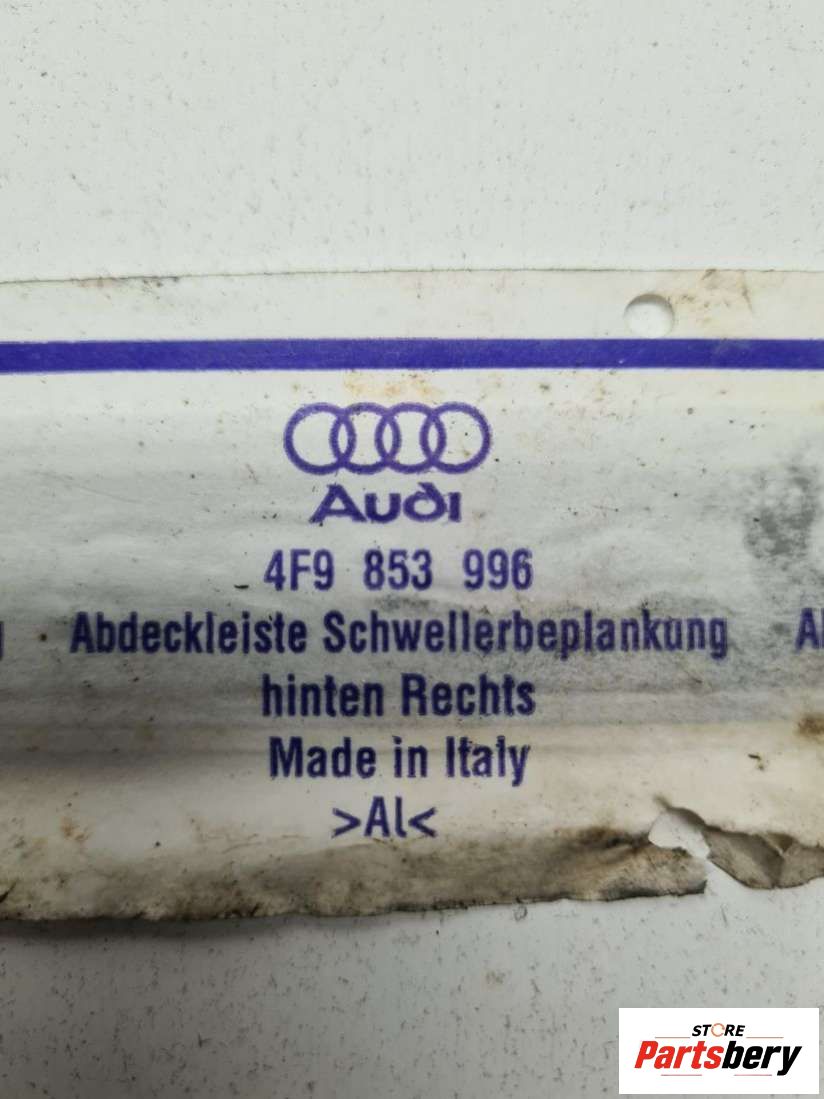 Audi
4F9 853 996
Abdeckleiste Schwellerbeplankung
hinten Rechts
Made in Italy
>Al<
STORE
Partsbery